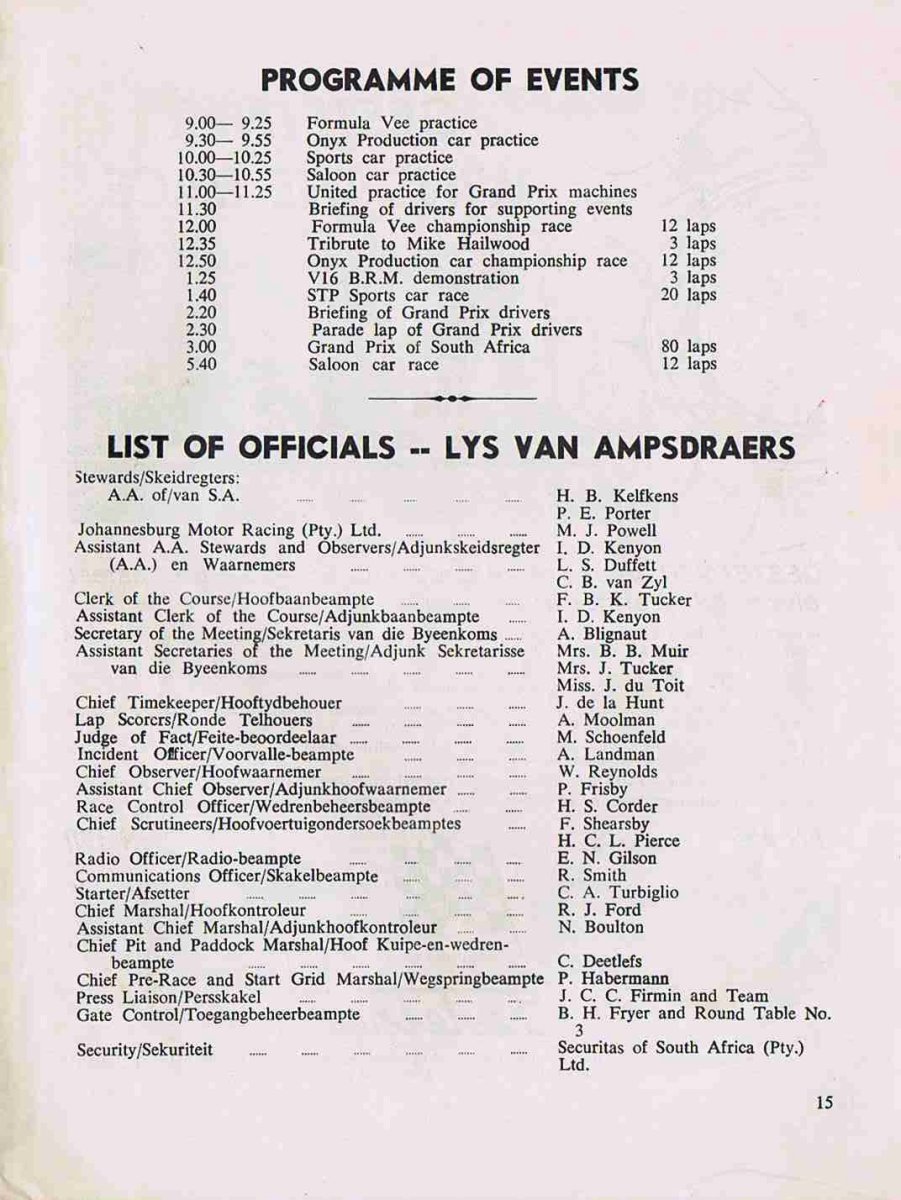 PROGRAMME OF EVENTS
9.00— 9.25 Formula Vee practice
9.30— 9.55 Onyx Production car practice
10.00—10.25 Sports car practice
10.30—10.55 Saloon car practice
11.00—11.25 United practice for Grand Prix machines
11.30 Briefing of drivers for supporting events
12.00 Formula Vee championship race 12 laps
12.35 Tribrute to Mike Hailwood 3 laps
12.50 Onyx Production car championship race 12 laps
1.25 V16 B.R.M. demonstration 3 laps
1.40 STP Sports car race 20 laps
2.20 Briefing of Grand Prix drivers
2.30 Parade lap of Grand Prix drivers
3.00 Grand Prix of South Africa 80 laps
5.40 Saloon car race 12 laps
LIST OF OFFICIALS -- LYS VAN AMPSDRAERS
Stewards/Skeidregters:
A.A. of/van S.A. ...... ...... ...... ...... ...... H. B. Kelfkens
P. E. Porter
Johannesburg Motor Racing (Pty.) Ltd. ...... ...... ...... M. J. Powell
Assistant A.A. Stewards and Observers/Adjunkskeidsregter I. D. Kenyon
(A.A.) en Waarnemers ...... ...... ...... ...... L. S. Duffett
C. B. van Zyl
Clerk of the Course/Hoofbaanbeampte ...... ...... ...... F. B. K. Tucker
Assistant Clerk of the Course/Adjunkbaanbeampte ...... I. D. Kenyon
Secretary of the Meeting/Sekretaris van die Byeenkoms ...... A. Blignaut
Assistant Secretaries of the Meeting/Adjunk Sekretarisse Mrs. B. B. Muir
van die Byeenkoms ...... ...... ...... ...... ...... Mrs. J. Tucker
Miss. J. du Toit
Chief Timekeeper/Hooftydbehouer ...... ...... ...... J. de la Hunt
Lap Scorers/Ronde Telhouers ...... ...... ...... ...... A. Moolman
Judge of Fact/Feite-beoordeelaar ...... ...... ...... ...... M. Schoenfeld
Incident Officer/Voorvalle-beampte ...... ...... ...... A. Landman
Chief Observer/Hoofwaarnemer ...... ...... ...... ...... W. Reynolds
Assistant Chief Observer/Adjunkhoofwaarnemer ...... ...... P. Frisby
Race Control Officer/Wedrenbeheersbeampte ...... ...... H. S. Corder
Chief Scrutineers/Hoofvoertuigondersoekbeamptes ...... F. Shearsby
H. C. L. Pierce
Radio Officer/Radio-beampte ...... ...... ...... ...... E. N. Gilson
Communications Officer/Skakelbeampte ...... ...... ...... R. Smith
Starter/Afsetter ...... ...... ...... ...... ...... ...... C. A. Turbiglio
Chief Marshal/Hoofkontroleur ...... ...... ...... ...... R. J. Ford
Assistant Chief Marshal/Adjunkhoofkontroleur ...... ...... N. Boulton
Chief Pit and Paddock Marshal/Hoof Kuipe-en-wedren-
beampte ...... ...... ...... ...... ...... ...... C. Deetlefs
Chief Pre-Race and Start Grid Marshal/Wegspringbeampte P. Habermann
Press Liaison/Persskakel ...... ...... ...... ...... ...... J. C. C. Firmin and Team
Gate Control/Toegangbeheerbeampte ...... ...... ...... B. H. Fryer and Round Table No.
3
Security/Sekuriteit ...... ...... ...... ...... ...... ...... Securitas of South Africa (Pty.)
Ltd.
15